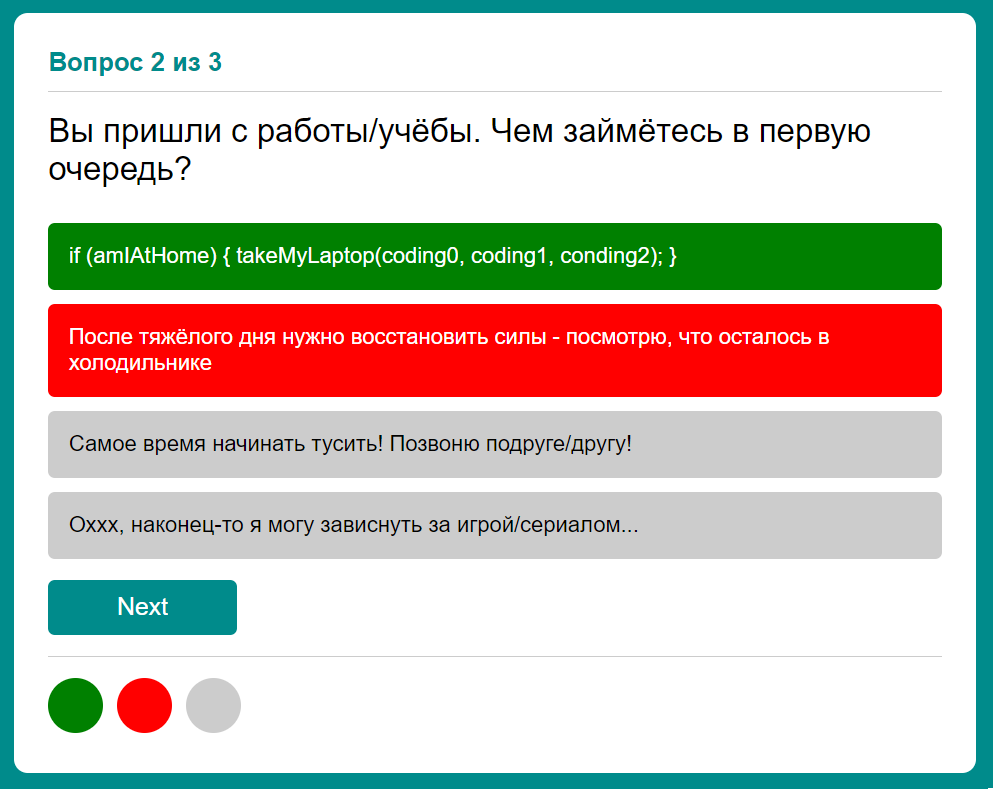 Вопрос 2 из 3
Вы пришли с работы/учёбы. Чем займётесь в первую
очередь?
if (amIAtHome) { takeMyLaptop(coding0, coding1, conding2); }
После тяжёлого дня нужно восстановить силы - посмотрю, что осталось в
холодильнике
Самое время начинать тусить! Позвоню подруге/другу!
Оххх, наконец-то я могу зависнуть за игрой/сериалом...
Next